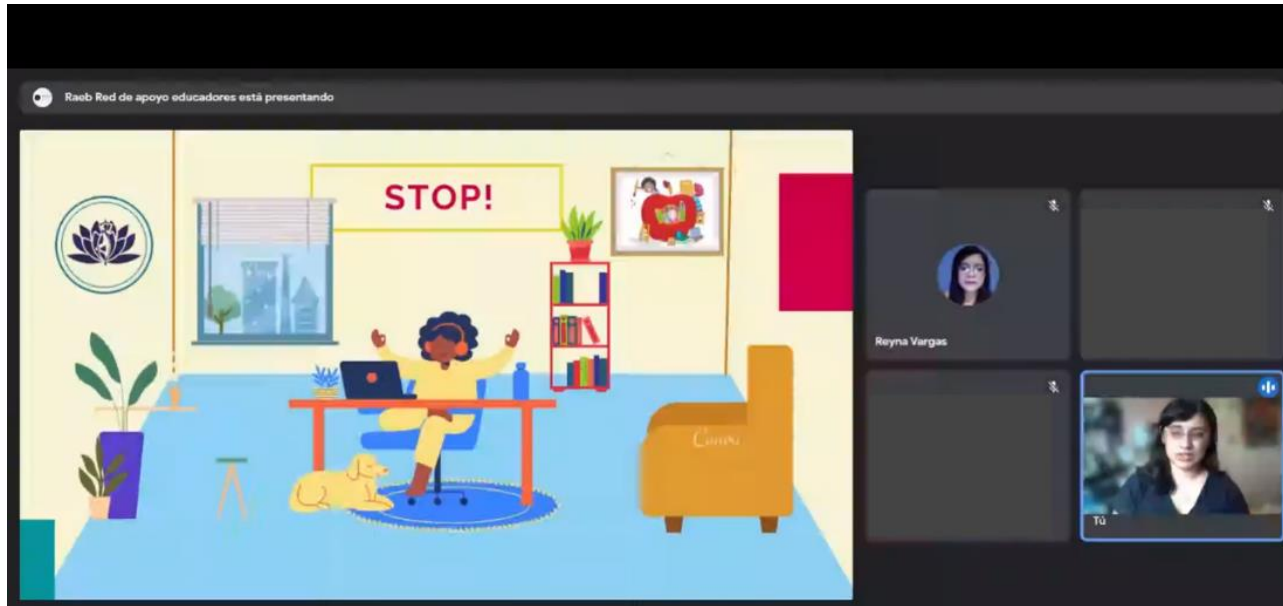 Raeb Red de apoyo educadores está presentando
STOP!
Canva
Reyna Vargas
Tú